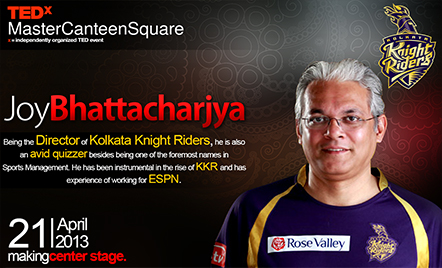 TEDx
MasterCanteenSquare
x = independently organized TED event
KOLKATA
Knight
Riders
JoyBhattacharjya
Being the Director of Kolkata Knight Riders, he is also
an avid quizzer besides being one of the foremost names in
Sports Management. He has been instrumental in the rise of KKR and has
experience of working for ESPN.
21 April
2013
makingcenter stage.
tv
Rose Valley